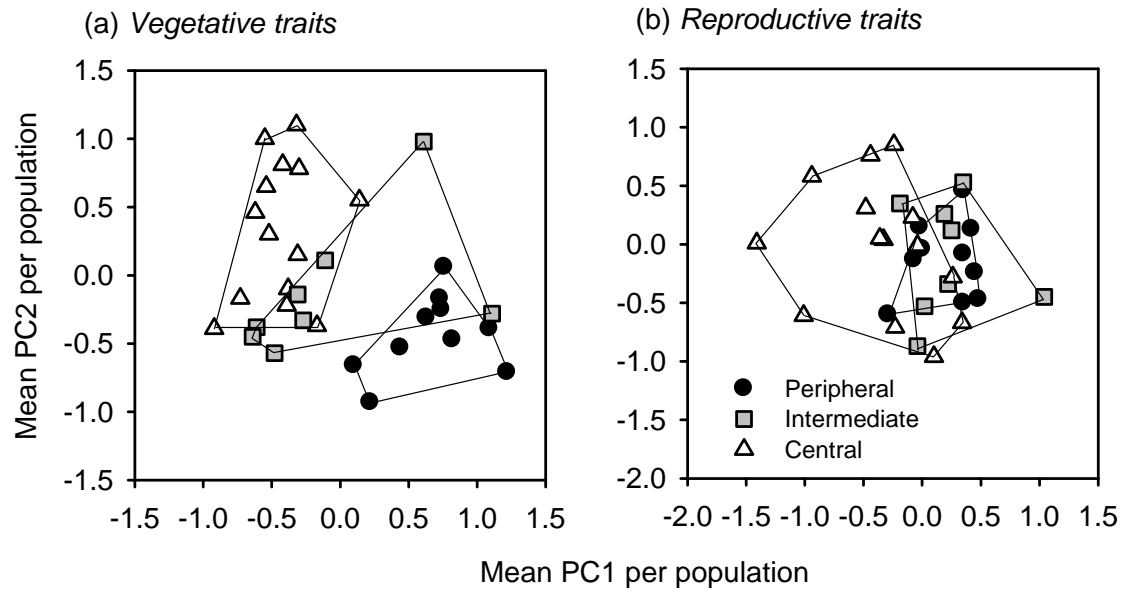 (a) Vegetative traits
(b) Reproductive traits
Mean PC2 per population
1.5
1.0
0.5
0.0
-0.5
-1.0
-1.5
-1.5 -1.0 -0.5 0.0 0.5 1.0 1.5
1.5
1.0
0.5
0.0
-0.5
-1.0
-1.5
-2.0
-2.0 -1.5 -1.0 -0.5 0.0 0.5 1.0 1.5
Peripheral
Intermediate
Central
Mean PC1 per population